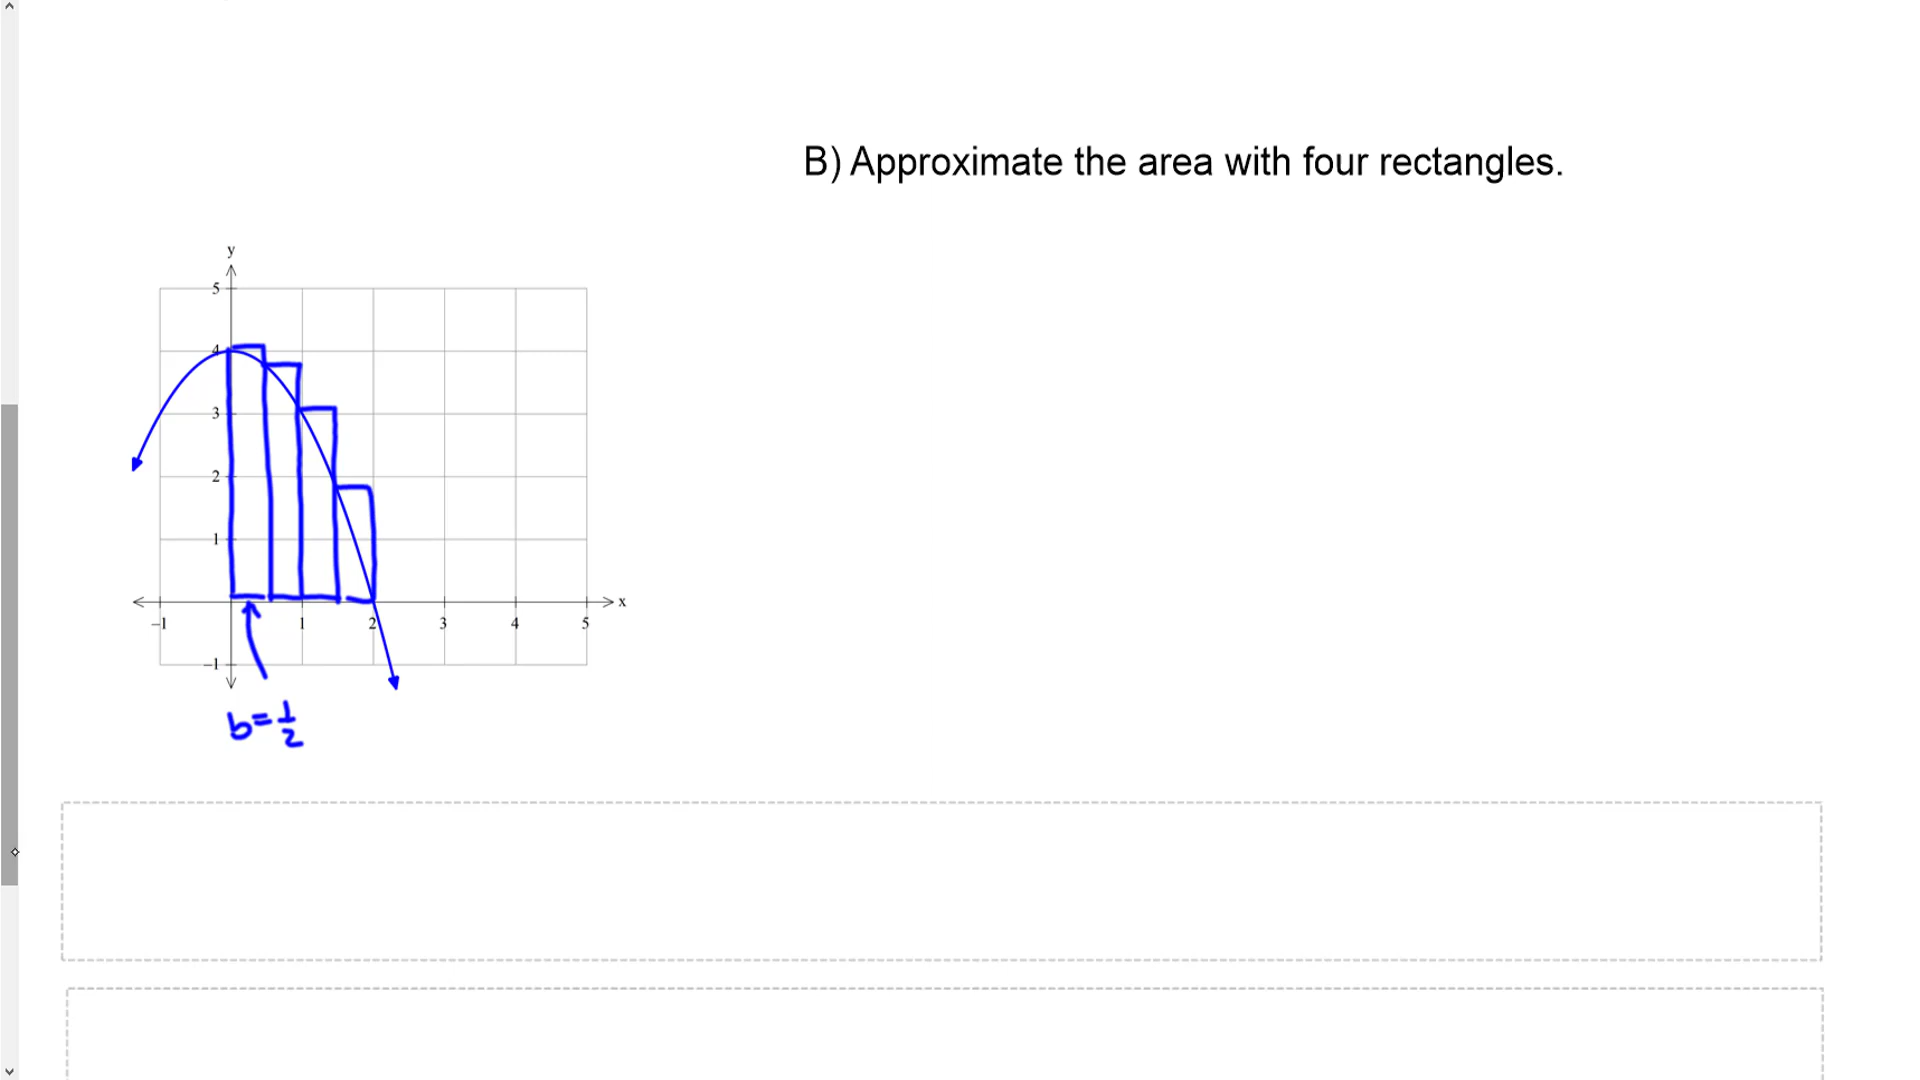 B) Approximate the area with four rectangles.
y
5
4
3
2
1
-1 1 2 3 4 5 x
-1
b=1/2